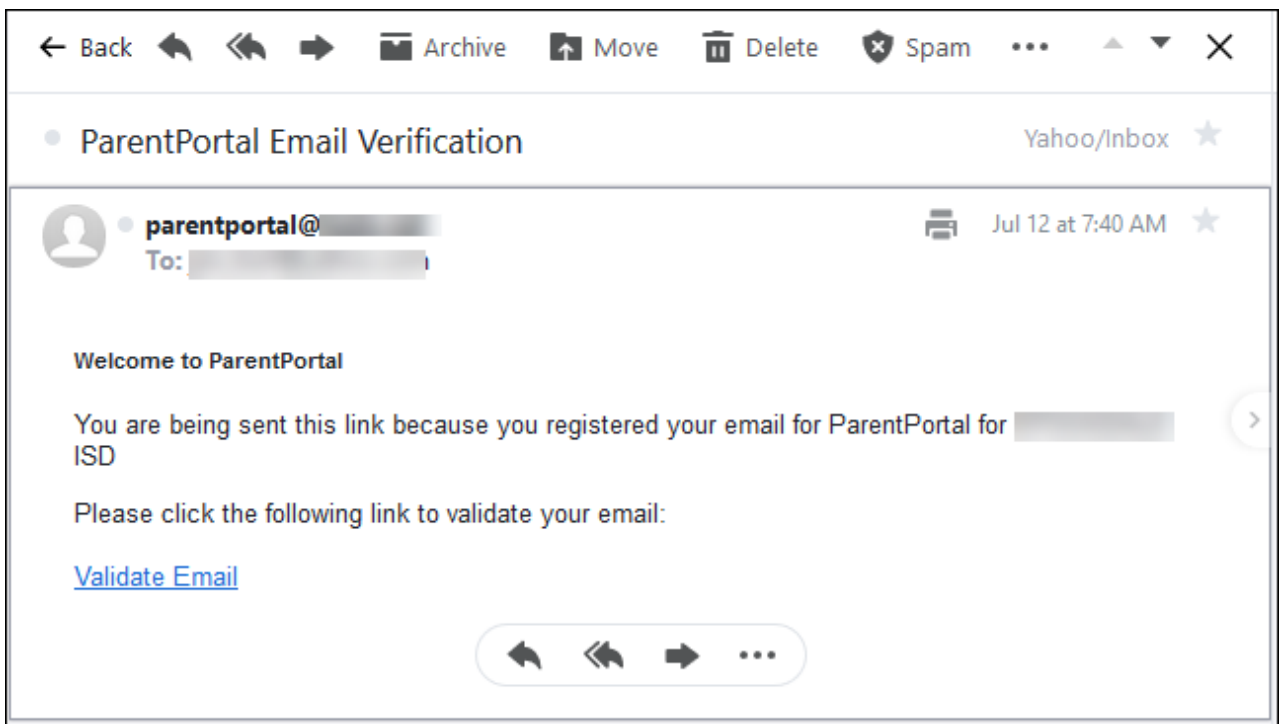 Back Archive Move Delete Spam
ParentPortal Email Verification Yahoo/Inbox
parentportal@ Jul 12 at 7:40 AM
To:
Welcome to ParentPortal
You are being sent this link because you registered your email for ParentPortal for
ISD
Please click the following link to validate your email:
Validate Email